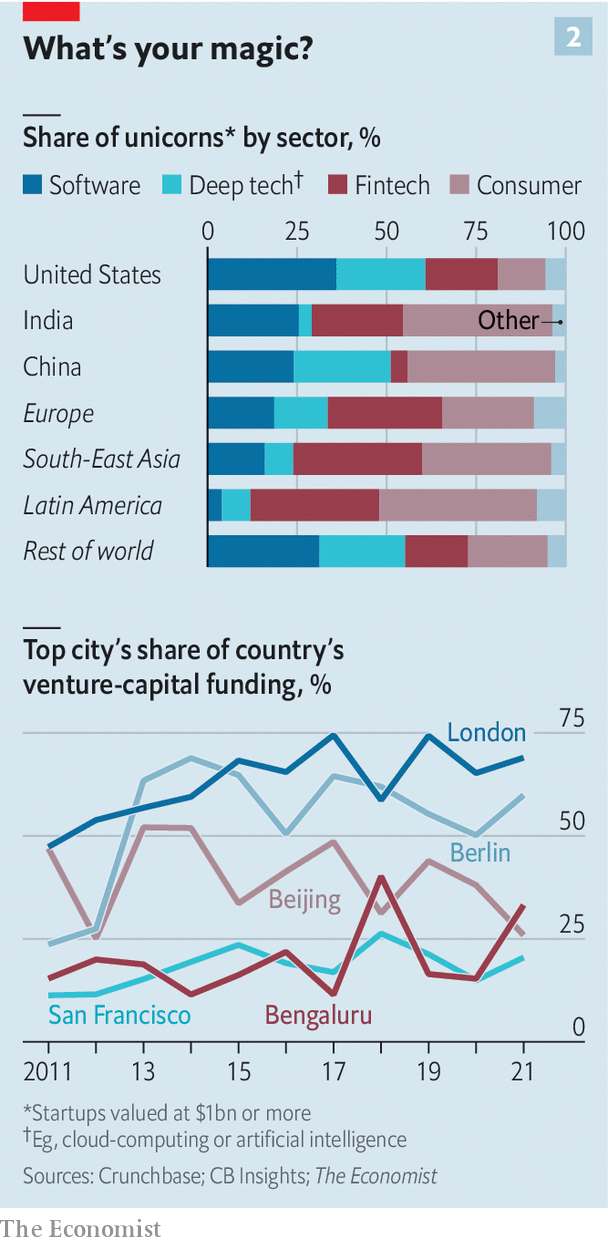 2
What's your magic?
Share of unicorns* by sector, %
Software Deep tech† Fintech Consumer
0 25 50 75 100
United States
India Other
China
Europe
South-East Asia
Latin America
Rest of world
Top city's share of country's
venture-capital funding, %
75
London
50
Berlin
Beijing
25
San Francisco Bengaluru
0
2011 13 15 17 19 21
*Startups valued at $1bn or more
†Eg, cloud-computing or artificial intelligence
Sources: Crunchbase; CB Insights; The Economist
The Economist